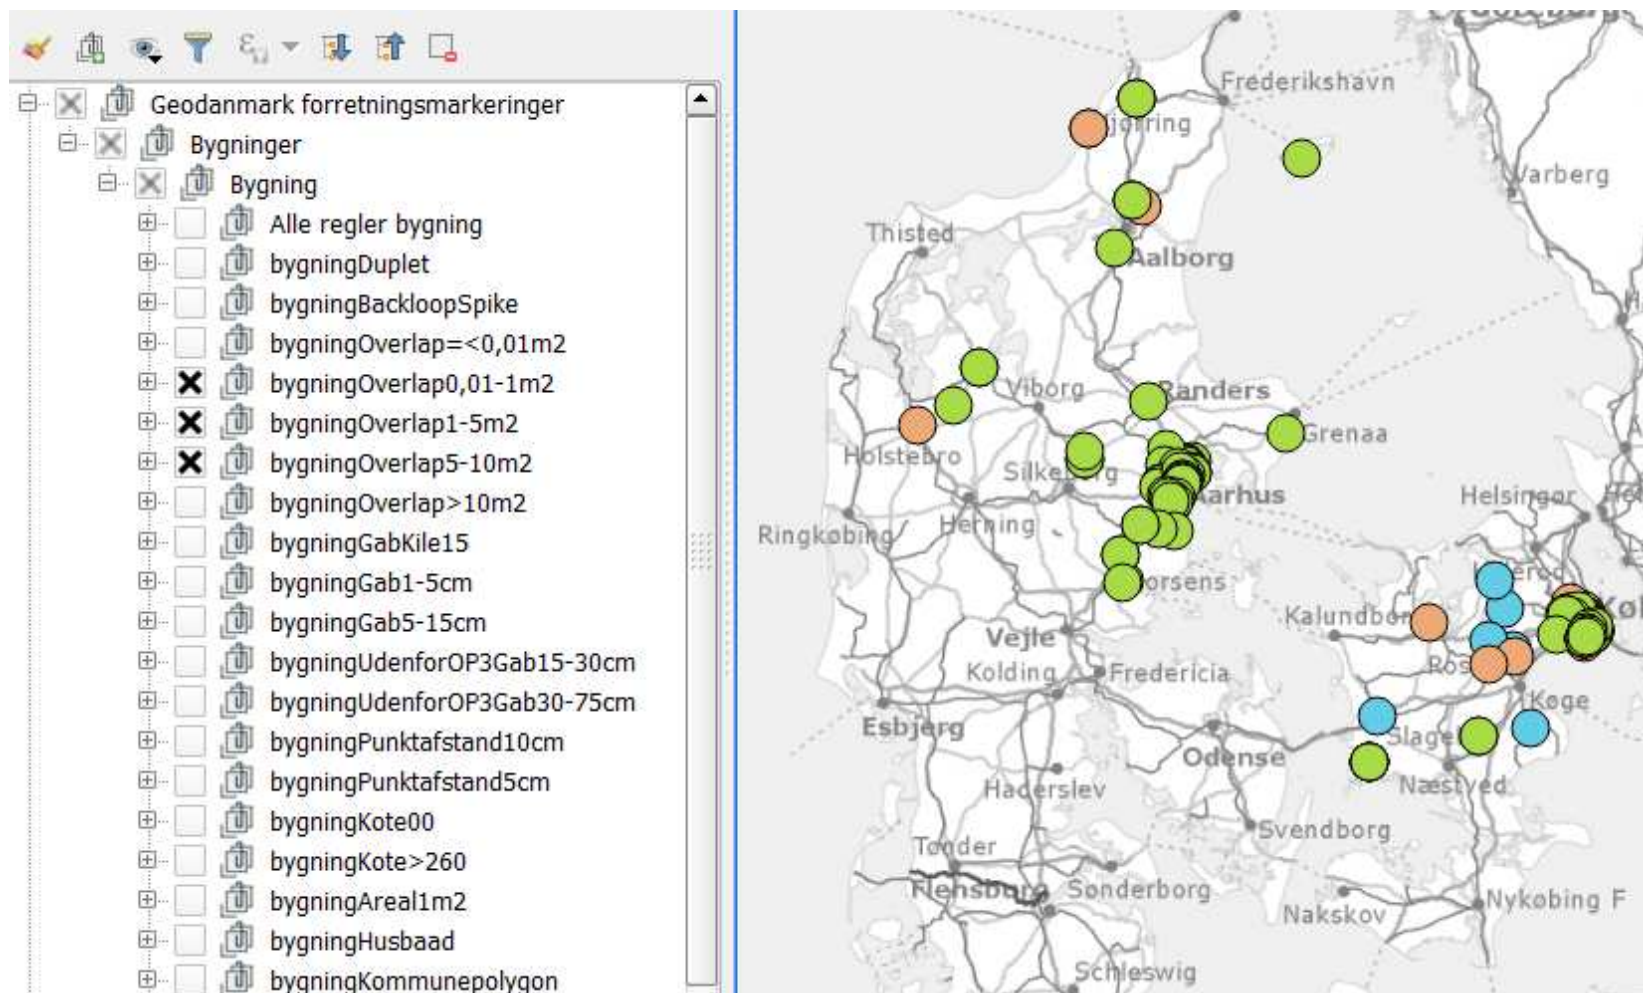 Geodanmark forretningsmarkeringer
Bygninger
Bygning
Alle regler bygning
bygningDuplet
bygningBackloopSpike
bygningOverlap=<0,01m2
bygningOverlap0,01-1m2
bygningOverlap1-5m2
bygningOverlap5-10m2
bygningOverlap>10m2
bygningGabKile15
bygningGab1-5cm
bygningGab5-15cm
bygningUdenforOP3Gab15-30cm
bygningUdenforOP3Gab30-75cm
bygningPunktafstand10cm
bygningPunktafstand5cm
bygningKote00
bygningKote>260
bygningAreal1m2
bygningHusbaad
bygningKommunepolygon
Frederikshavn
Varberg
Thisted
Aalborg
Viborg
Randers
Grenaa
Holstebro
Helsingør
Herning
Ringkøbing
Vejle
Kolding
Fredericia
Køge
Esbjerg
Odense
Næstved
Haderslev
Svendborg
Tønder
Flensburg
Sønderborg
Nakskov
Nykøbing F
Schleswig